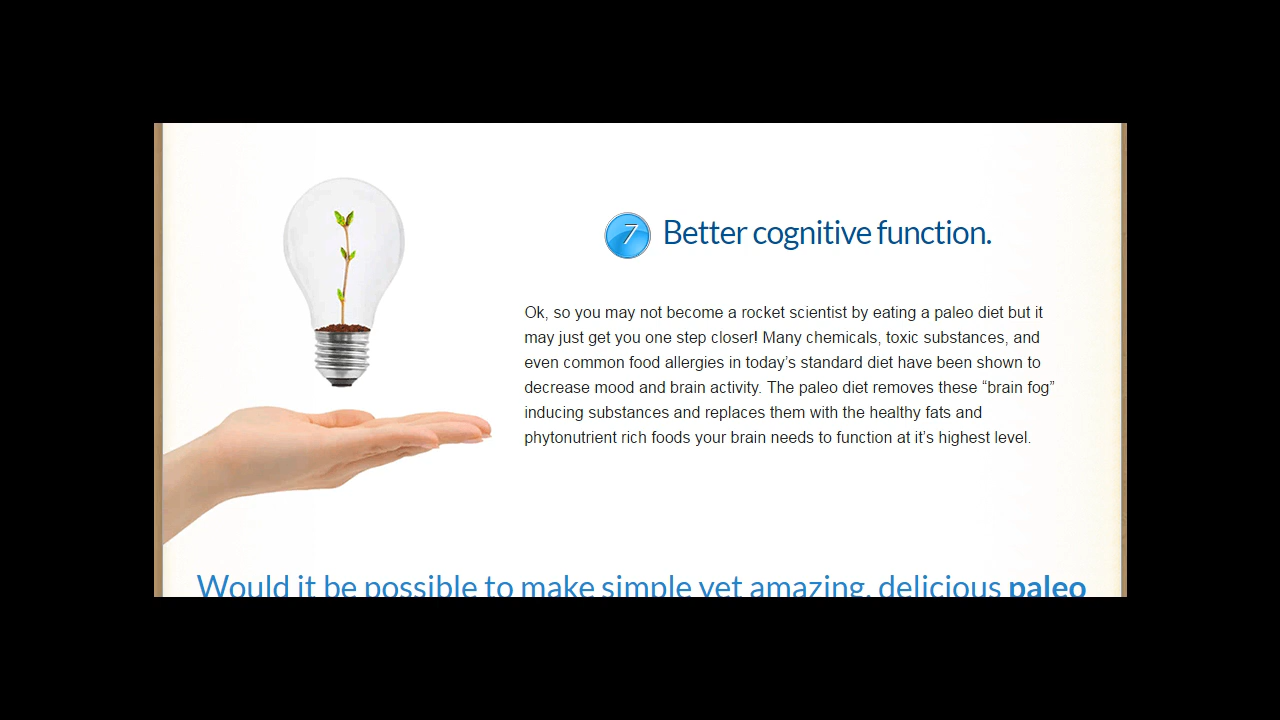 7 Better cognitive function.
Ok, so you may not become a rocket scientist by eating a paleo diet but it
may just get you one step closer! Many chemicals, toxic substances, and
even common food allergies in today’s standard diet have been shown to
decrease mood and brain activity. The paleo diet removes these “brain fog”
inducing substances and replaces them with the healthy fats and
phytonutrient rich foods your brain needs to function at it’s highest level.
Would it be possible to make simple yet amazing, delicious paleo